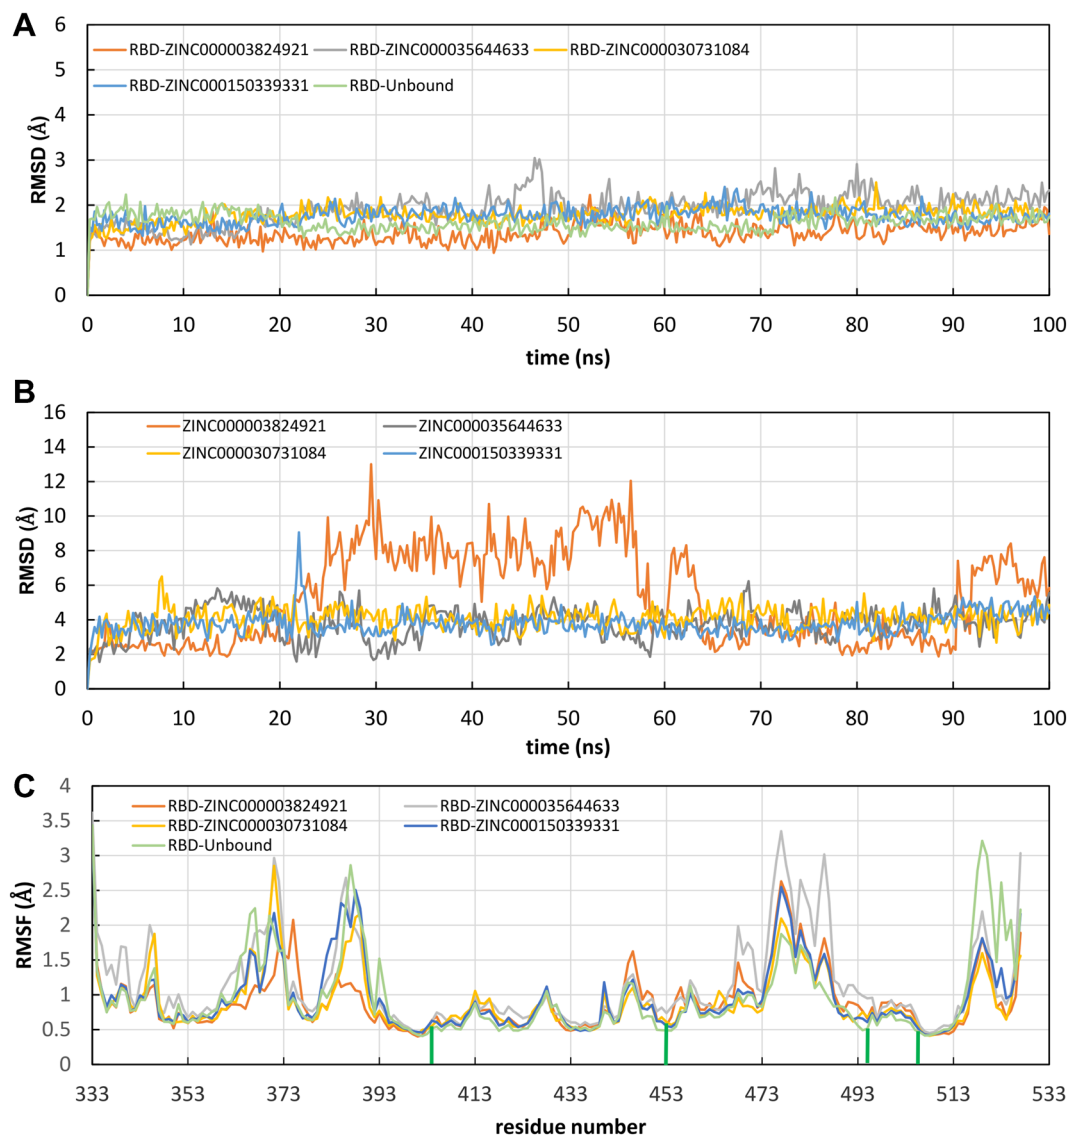 A
6
RBD-ZINC000003824921 RBD-ZINC000035644633 RBD-ZINC000030731084
5
RBD-ZINC000150339331 RBD-Unbound
4
3
2
1
0
RMSD (Å)
0 10 20 30 40 50 60 70 80 90 100
time (ns)
B
16
ZINC000003824921 ZINC000035644633
14
ZINC000030731084 ZINC000150339331
12
10
8
6
4
2
0
RMSD (Å)
0 10 20 30 40 50 60 70 80 90 100
time (ns)
C
4
RBD-ZINC000003824921 RBD-ZINC000035644633
3.5
RBD-ZINC000030731084 RBD-ZINC000150339331
RBD-Unbound
3
2.5
2
1.5
1
0.5
0
RMSF (Å)
333 353 373 393 413 433 453 473 493 513 533
residue number